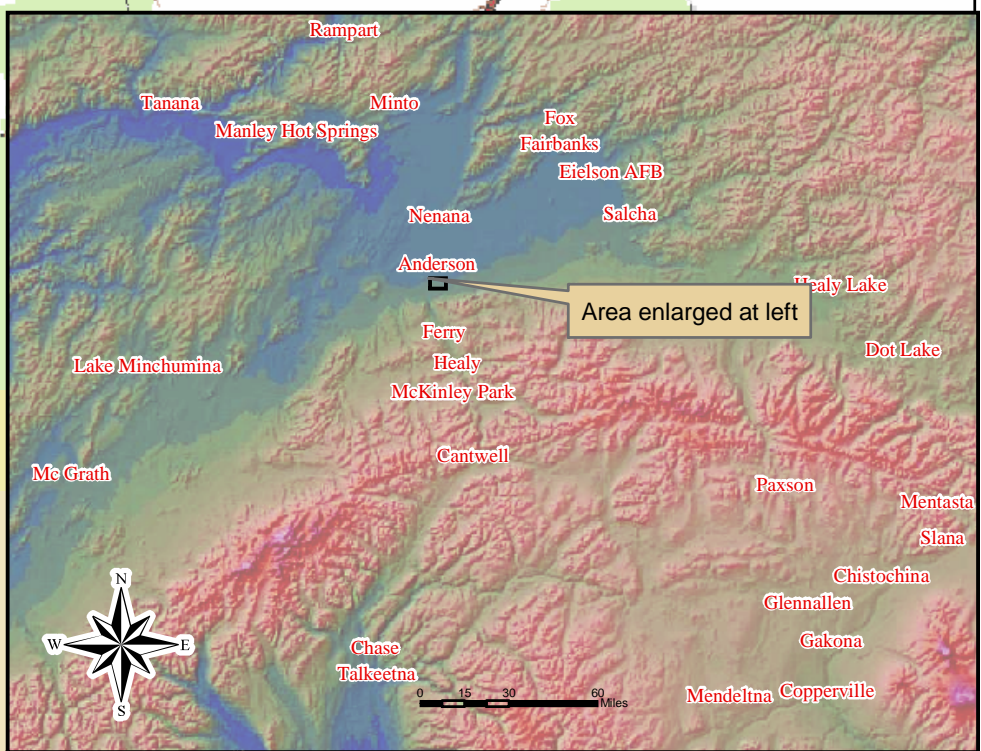 Rampart
Tanana
Minto
Manley Hot Springs
Fox
Fairbanks
Eielson AFB
Nenana
Salcha
Anderson
Healy Lake
Area enlarged at left
Ferry
Dot Lake
Healy
Lake Minchumina
McKinley Park
Cantwell
Mc Grath
Paxson
Mentasta
Slana
Chistochina
N
Glennallen
W E
Gakona
Chase
Talkeetna
S
0 15 30 60
Miles
Mendeltna
Copperville